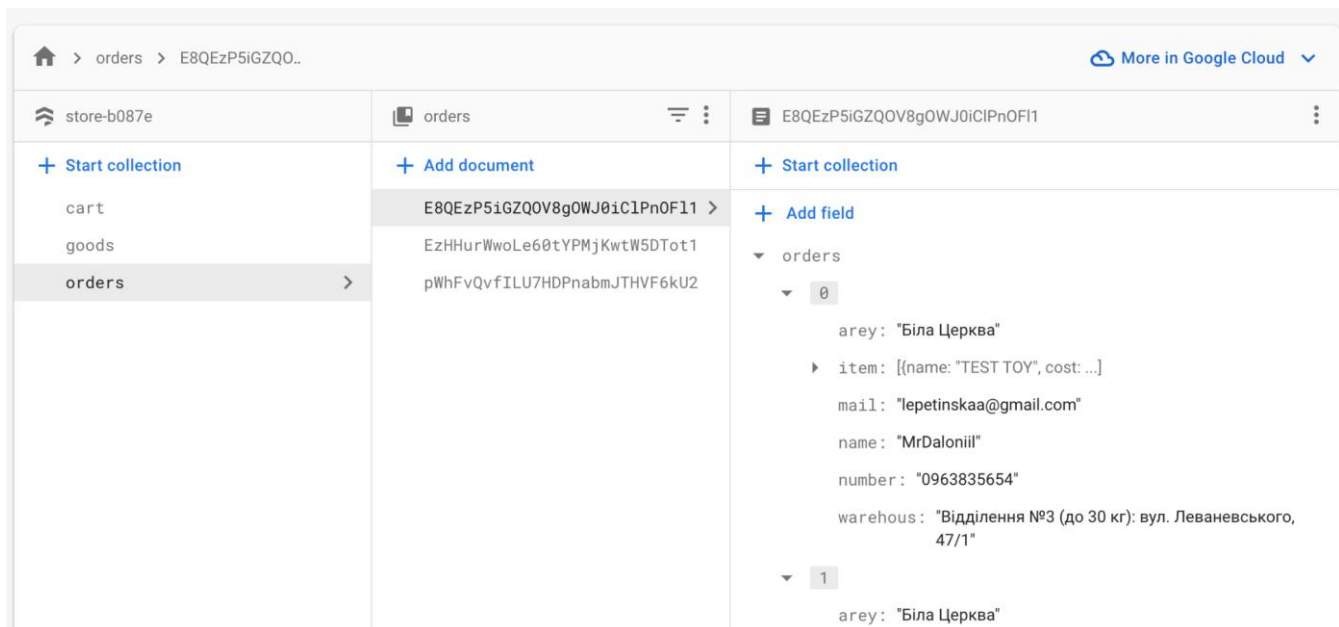 orders > E8QEzP5iGZQO..
More in Google Cloud
store-b087e
orders
E8QEzP5iGZQOV8gOWJ0iClPnOFl1
+ Start collection
+ Add document
+ Start collection
cart
goods
orders
E8QEzP5iGZQOV8gOWJ0iClPnOFl1
EzHHurWwoLe60tYPMjKwtW5DTot1
pWhFvQvfILU7HDPnabmJTHVF6kU2
+ Add field
orders
0
arey: "Біла Церква"
item: [{name: "TEST TOY", cost: ...]
mail: "lepetinskaa@gmail.com"
name: "MrDaloniil"
number: "0963835654"
warehous: "Відділення №3 (до 30 кг): вул. Леваневського,
47/1"
1
arey: "Біла Церква"